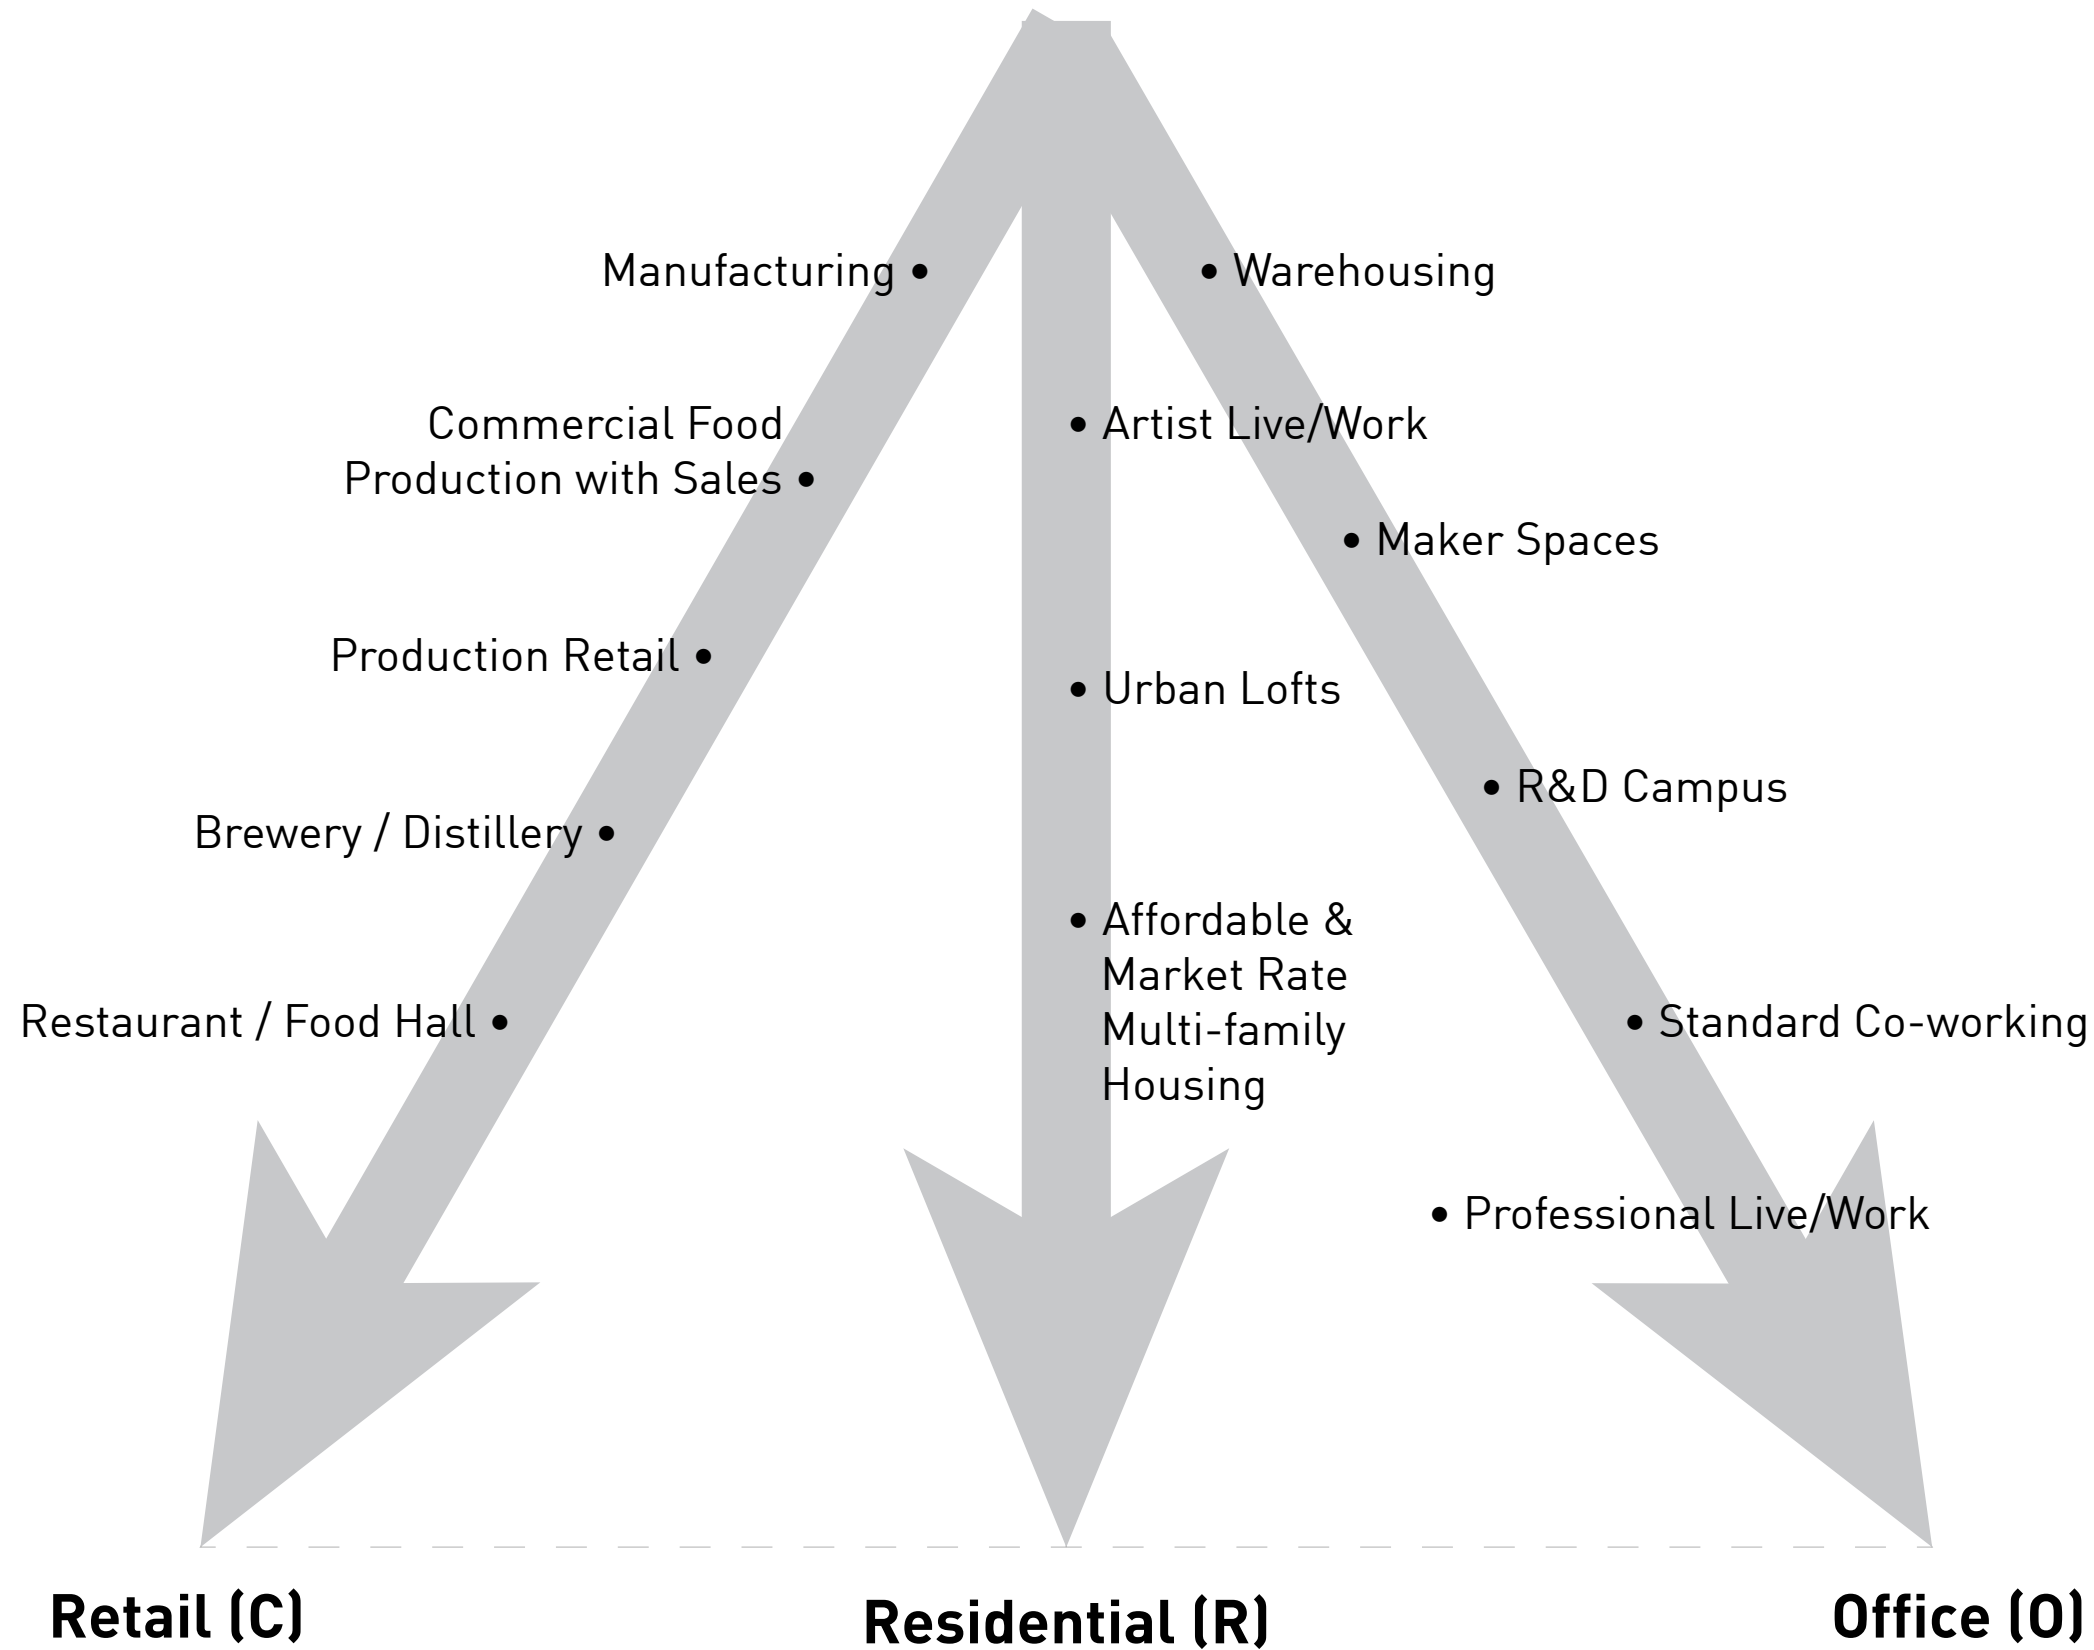 Manufacturing •
• Warehousing
Commercial Food
Production with Sales •
• Artist Live/Work
• Maker Spaces
Production Retail •
• Urban Lofts
• R&D Campus
Brewery / Distillery •
• Affordable &
Market Rate
Multi-family
Housing
Restaurant / Food Hall •
• Standard Co-working
• Professional Live/Work
Retail (C)
Residential (R)
Office (O)